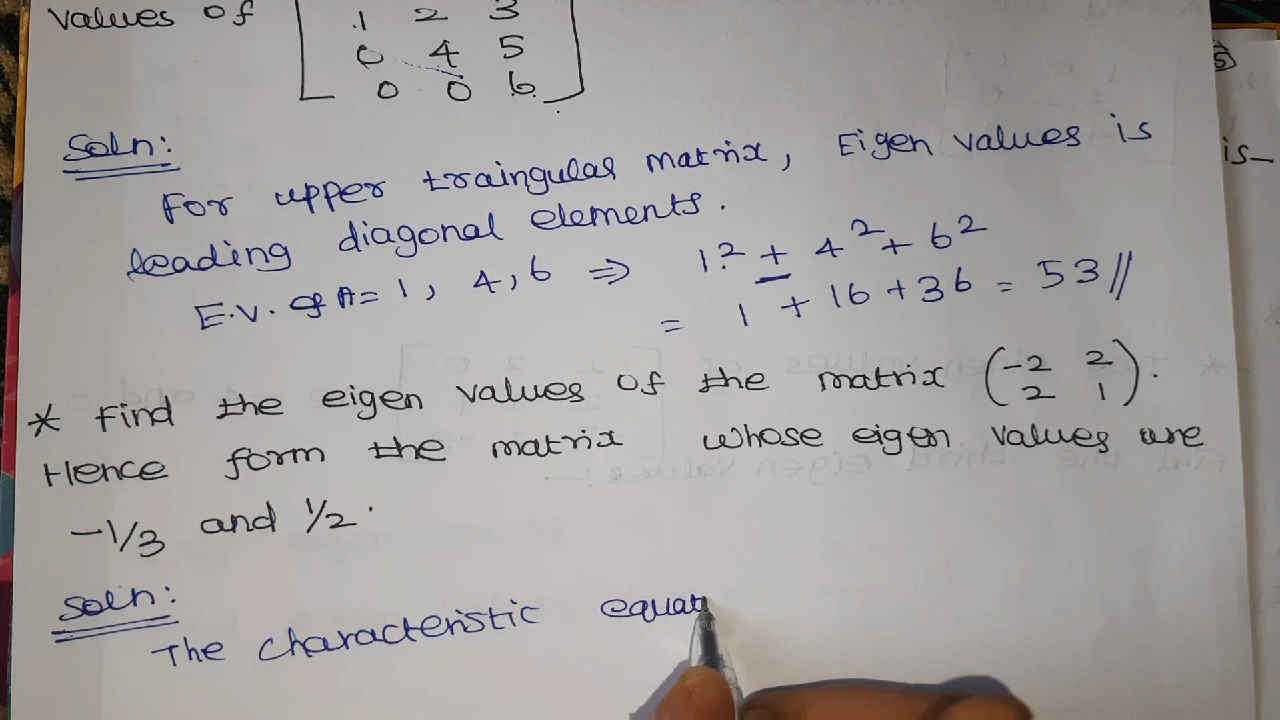 values of [ 1 2 3
0 4 5
0 0 6 ]
Soln:
For upper traingular matrix, Eigen values is
leading diagonal elements.
E.V. of A = 1, 4, 6 ⇒ 1² + 4² + 6²
= 1 + 16 + 36 = 53 //
* Find the eigen values of the matrix (-2 2
2 1).
Hence form the matrix whose eigen values are
-1/3 and 1/2.
Soln:
The characteristic equat
5
is_